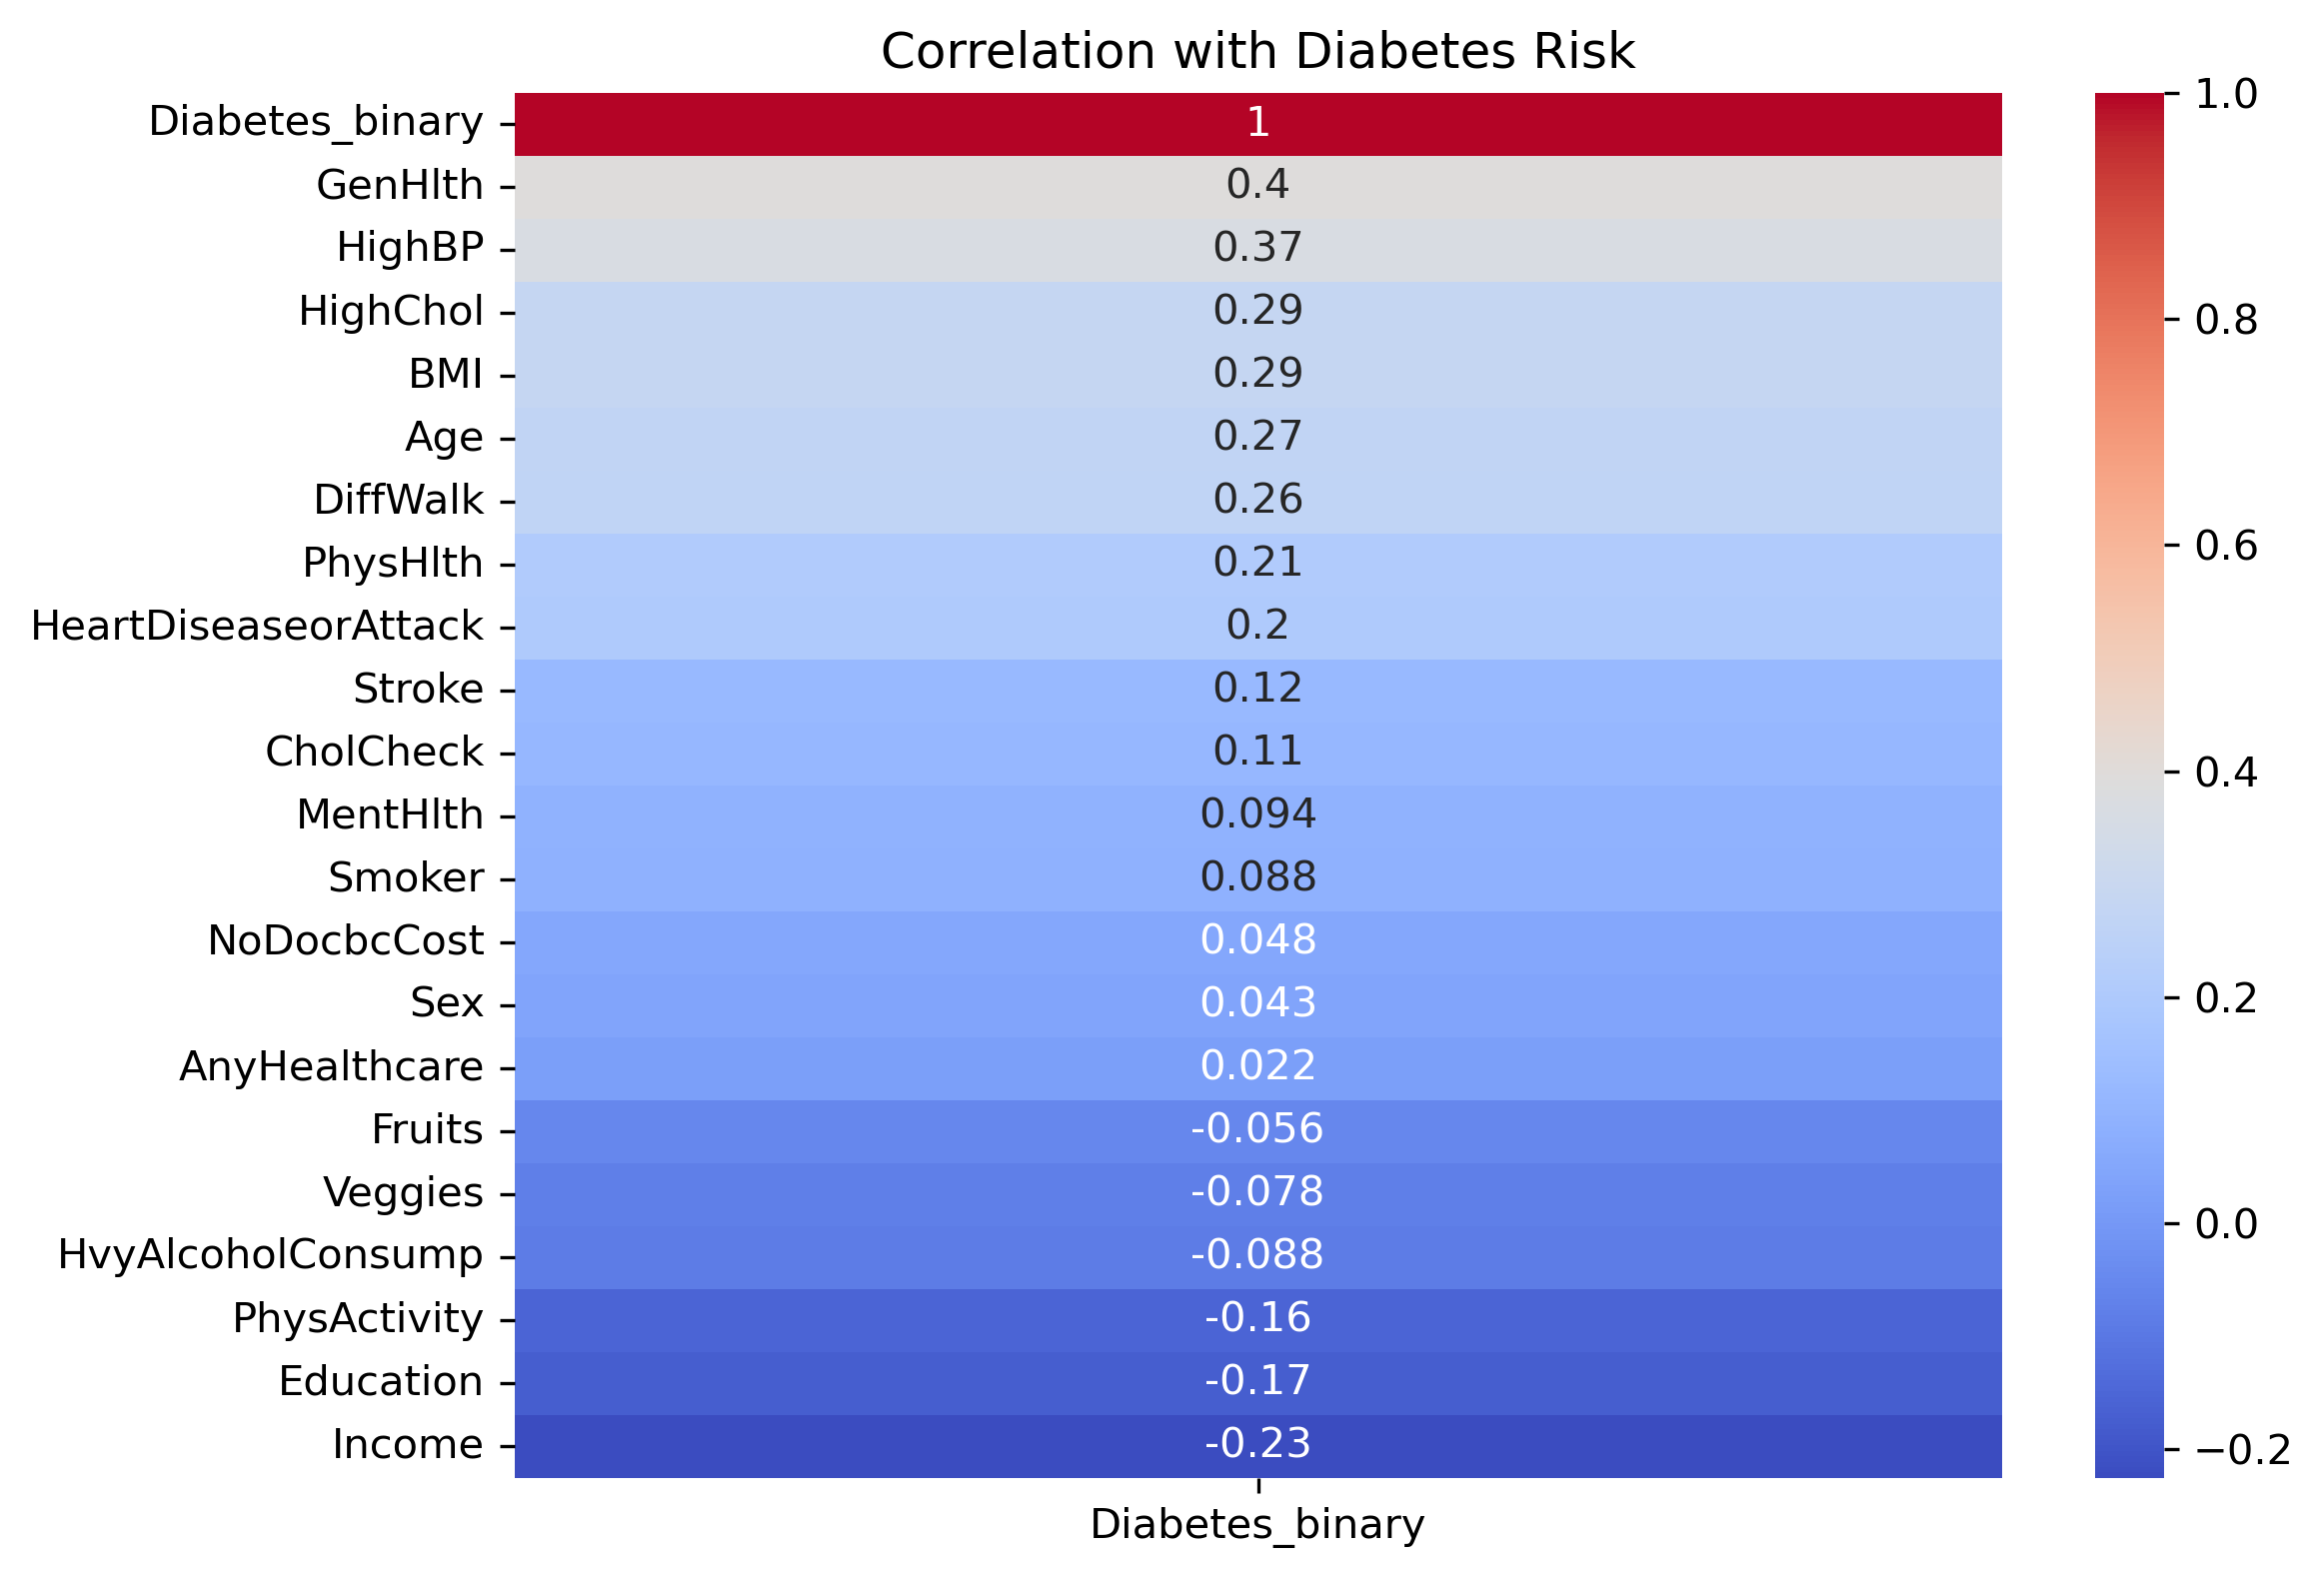 Correlation with Diabetes Risk
Diabetes_binary 1
GenHlth 0.4
HighBP 0.37
HighChol 0.29
BMI 0.29
Age 0.27
DiffWalk 0.26
PhysHlth 0.21
HeartDiseaseorAttack 0.2
Stroke 0.12
CholCheck 0.11
MentHlth 0.094
Smoker 0.088
NoDocbcCost 0.048
Sex 0.043
AnyHealthcare 0.022
Fruits -0.056
Veggies -0.078
HvyAlcoholConsump -0.088
PhysActivity -0.16
Education -0.17
Income -0.23
Diabetes_binary
1.0
0.8
0.6
0.4
0.2
0.0
−0.2